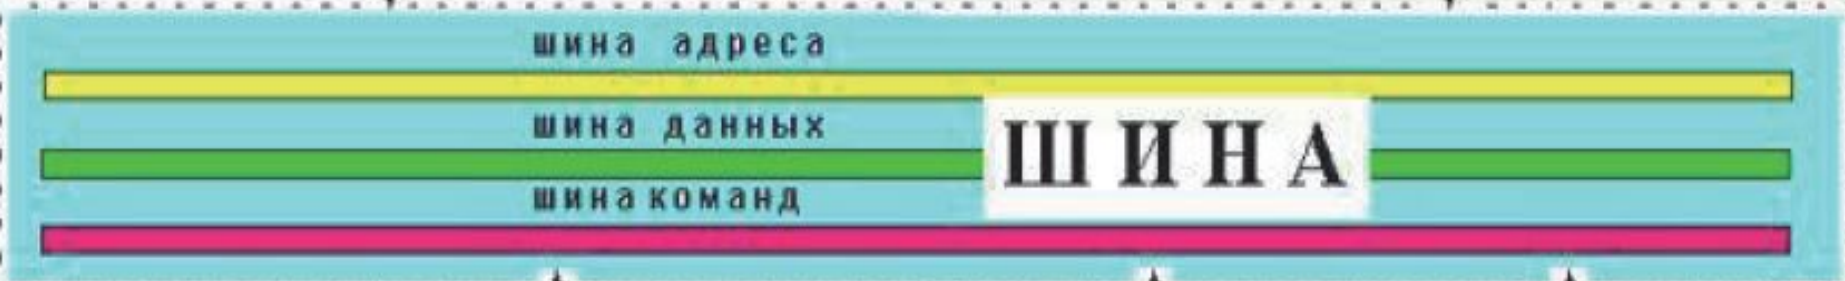 шина адреса
шина данных
ШИНА
шина команд